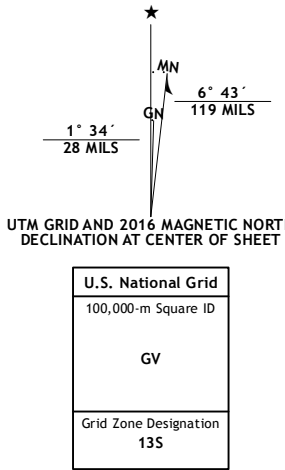 ★
MN
6° 43´
119 MILS
GN
1° 34´
28 MILS
UTM GRID AND 2016 MAGNETIC NORT
DECLINATION AT CENTER OF SHEET
U.S. National Grid
100,000-m Square ID
GV
Grid Zone Designation
13S